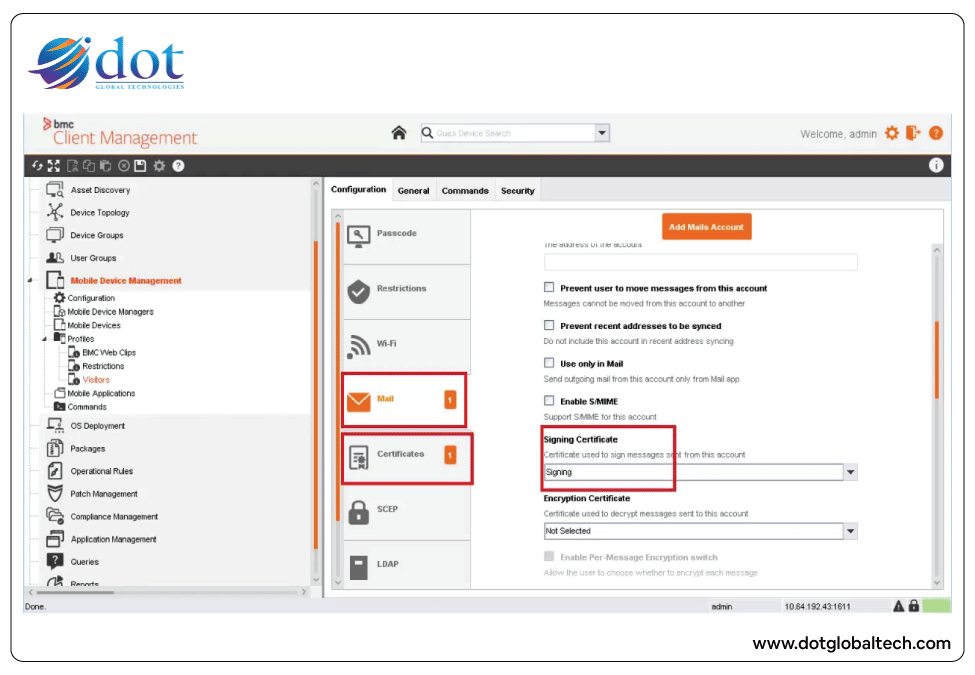 dot
GLOBAL TECHNOLOGIES
bmc
Client Management
Quick Device Search
Welcome, admin
Asset Discovery
Device Topology
Device Groups
User Groups
Mobile Device Management
Configuration
Mobile Device Managers
Mobile Devices
Profiles
BMC Web Clips
Restrictions
Visitors
Mobile Applications
Commands
OS Deployment
Packages
Operational Rules
Patch Management
Compliance Management
Application Management
Queries
Reports
Configuration General Commands Security
Passcode
Restrictions
Wi-Fi
Mail 1
Certificates 1
SCEP
LDAP
Add Mails Account
The address of the account
Prevent user to move messages from this account
Messages cannot be moved from this account to another
Prevent recent addresses to be synced
Do not include this account in recent address syncing
Use only in Mail
Send outgoing mail from this account only from Mail app
Enable S/MIME
Support S/MIME for this account
Signing Certificate
Certificate used to sign messages sent from this account
Signing
Encryption Certificate
Certificate used to decrypt messages sent to this account
Not Selected
Enable Per-Message Encryption switch
Allow the user to choose whether to encrypt each message
Done.
admin
10.64.192.43:1611
www.dotglobaltech.com